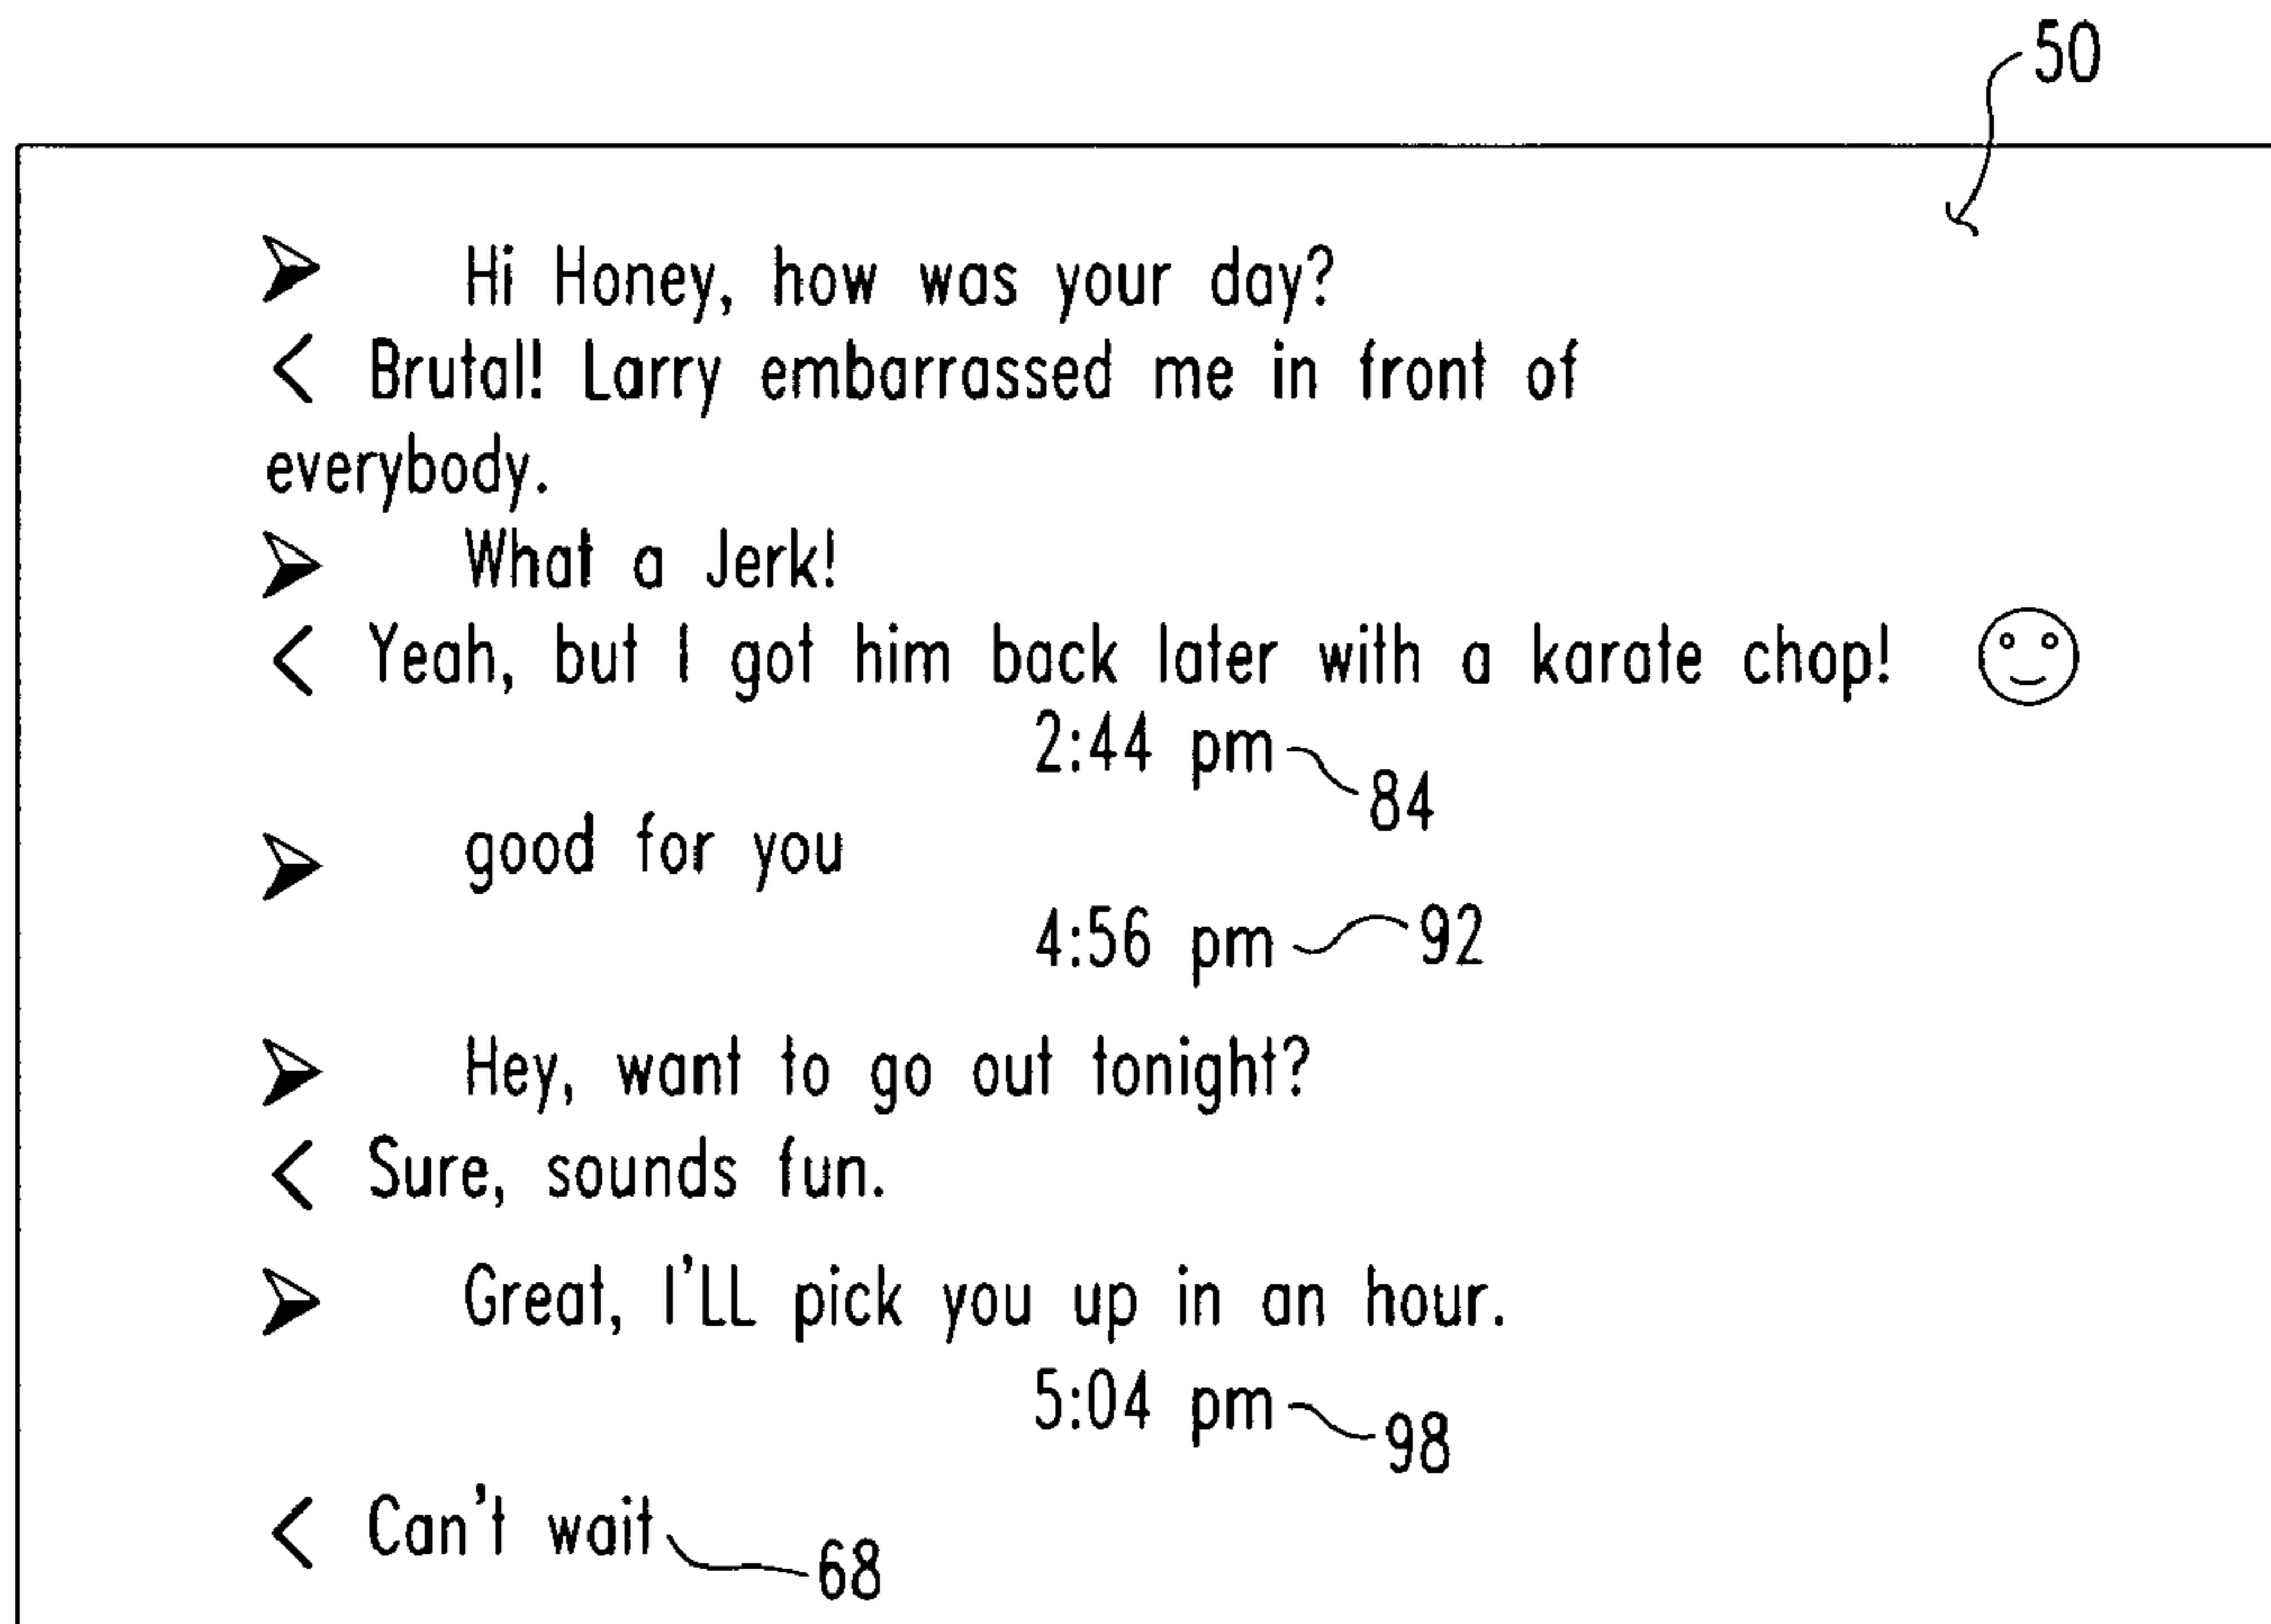 50
➢ Hi Honey, how was your day?
< Brutal! Larry embarrassed me in front of
everybody.
➢ What a Jerk!
< Yeah, but I got him back later with a karate chop!
2:44 pm
84
➢ good for you
4:56 pm 92
➢ Hey, want to go out tonight?
< Sure, sounds fun.
➢ Great, I'LL pick you up in an hour.
5:04 pm
98
< Can't wait
68